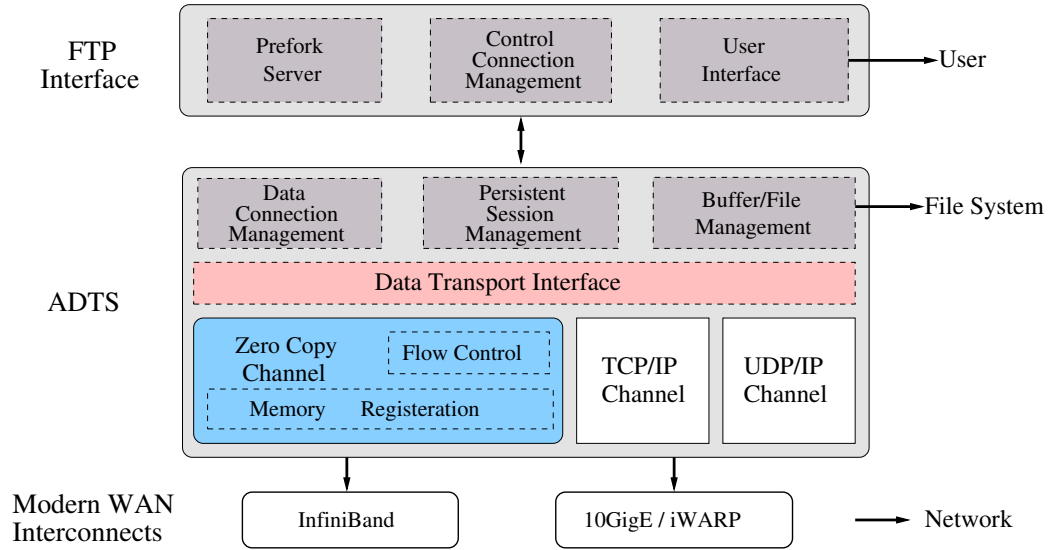 FTP
Interface
Prefork
Server
Control
Connection
Management
User
Interface
User
ADTS
Data
Connection
Management
Persistent
Session
Management
Buffer/File
Management
File System
Data Transport Interface
Zero Copy
Channel
Flow Control
Memory Registeration
TCP/IP
Channel
UDP/IP
Channel
Modern WAN
Interconnects
InfiniBand
10GigE / iWARP
Network